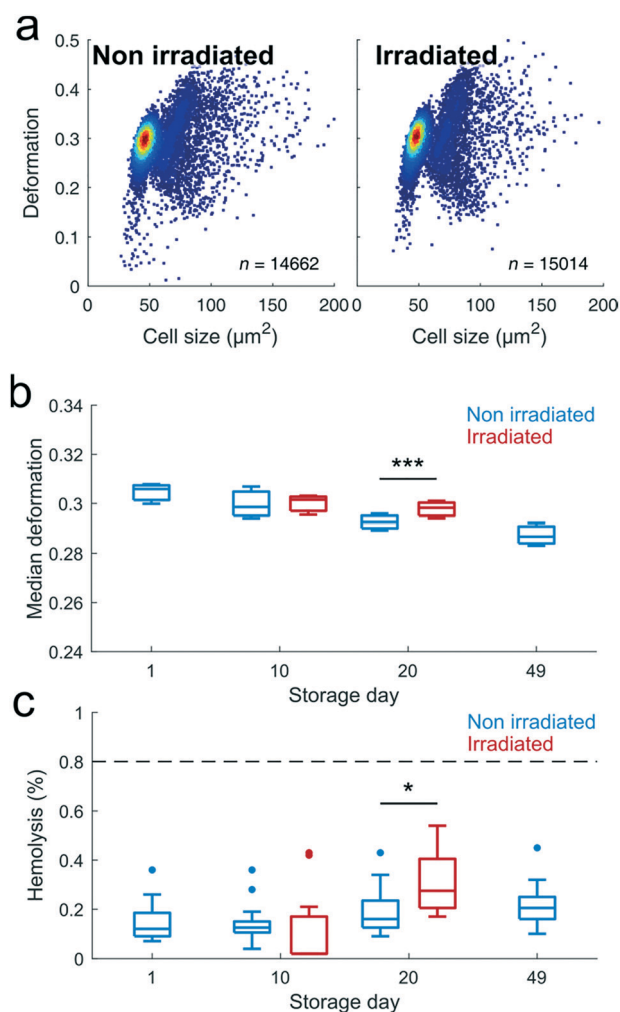 a
Non irradiated
Irradiated
0.5
0.4
0.3
0.2
0.1
0
Deformation
n = 14662
n = 15014
0 50 100 150 200
0 50 100 150 200
Cell size (µm²)
Cell size (µm²)
b
0.34
0.32
0.3
0.28
0.26
0.24
Median deformation
Non irradiated
Irradiated
***
1 10 20 49
Storage day
c
1
0.8
0.6
0.4
0.2
0
Hemolysis (%)
Non irradiated
Irradiated
*
1 10 20 49
Storage day